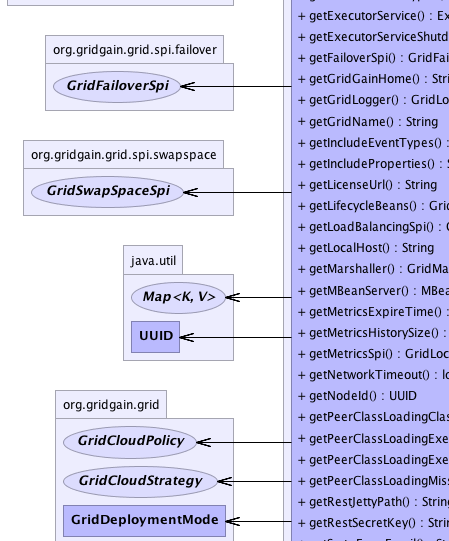 org.gridgain.grid.spi.failover
GridFailoverSpi
org.gridgain.grid.spi.swapspace
GridSwapSpaceSpi
java.util
Map<K, V>
UUID
org.gridgain.grid
GridCloudPolicy
GridCloudStrategy
GridDeploymentMode
+ getExecutorService() : Ex
+ getExecutorServiceShutd
+ getFailoverSpi() : GridFai
+ getGridGainHome() : Stri
+ getGridLogger() : GridLo
+ getGridName() : String
+ getIncludeEventTypes() :
+ getIncludeProperties() : S
+ getLicenseUrl() : String
+ getLifecycleBeans() : Grid
+ getLoadBalancingSpi() :
+ getLocalHost() : String
+ getMarshaller() : GridMa
+ getMBeanServer() : MBea
+ getMetricsExpireTime() :
+ getMetricsHistorySize() :
+ getMetricsSpi() : GridLoc
+ getNetworkTimeout() : lo
+ getNodeId() : UUID
+ getPeerClassLoadingClas
+ getPeerClassLoadingExe
+ getPeerClassLoadingExe
+ getPeerClassLoadingMiss
+ getRestJettyPath() : String
+ getRestSecretKey() : Strin